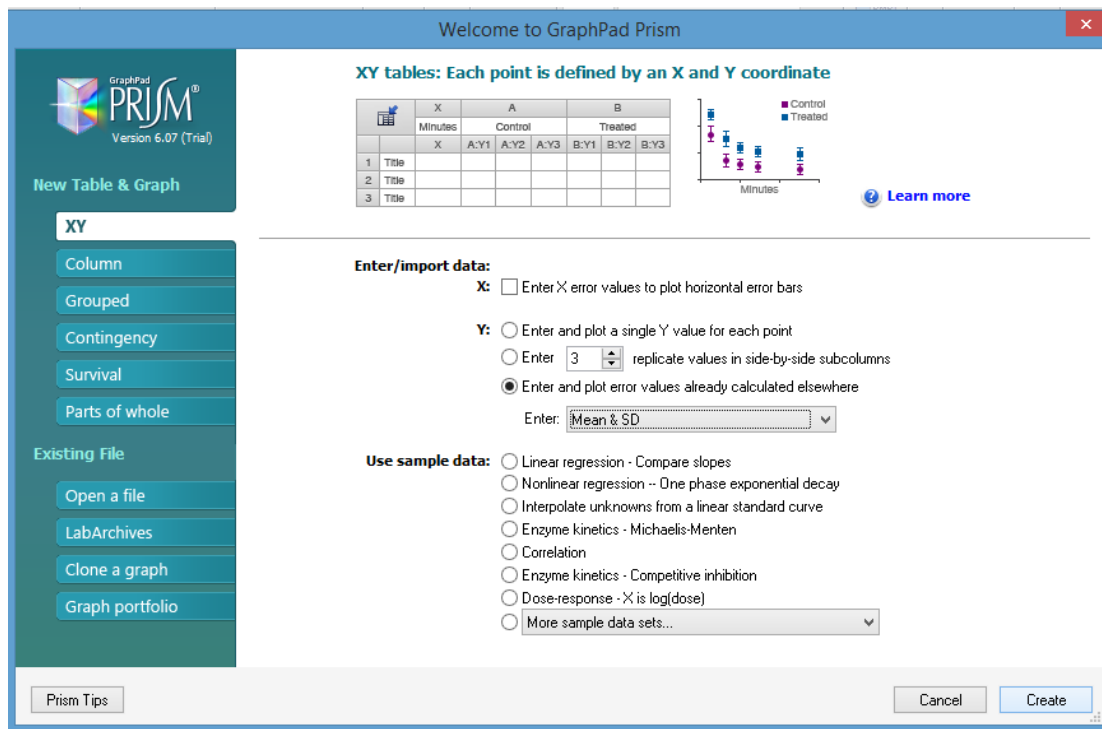 Welcome to GraphPad Prism
GraphPad
PRISM®
Version 6.07 (Trial)
New Table & Graph
XY
Column
Grouped
Contingency
Survival
Parts of whole
Existing File
Open a file
LabArchives
Clone a graph
Graph portfolio
XY tables: Each point is defined by an X and Y coordinate
X A B
Minutes Control Treated
X A:Y1 A:Y2 A:Y3 B:Y1 B:Y2 B:Y3
1 Title
2 Title
3 Title
Control
Treated
Minutes
? Learn more
Enter/import data:
X: Enter X error values to plot horizontal error bars
Y: Enter and plot a single Y value for each point
Enter 3 replicate values in side-by-side subcolumns
Enter and plot error values already calculated elsewhere
Enter: Mean & SD
Use sample data: Linear regression - Compare slopes
Nonlinear regression -- One phase exponential decay
Interpolate unknowns from a linear standard curve
Enzyme kinetics - Michaelis-Menten
Correlation
Enzyme kinetics - Competitive inhibition
Dose-response - X is log(dose)
More sample data sets...
Prism Tips
Cancel
Create